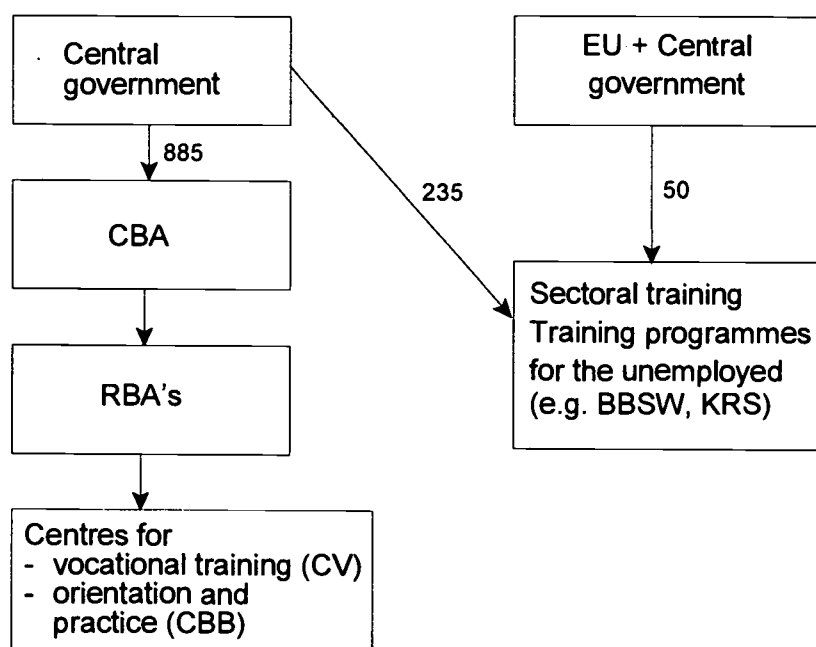 Central
government
EU + Central
government
885
235
50
CBA
Sectoral training
Training programmes
for the unemployed
(e.g. BBSW, KRS)
RBA's
Centres for
- vocational training (CV)
- orientation and
practice (CBB)